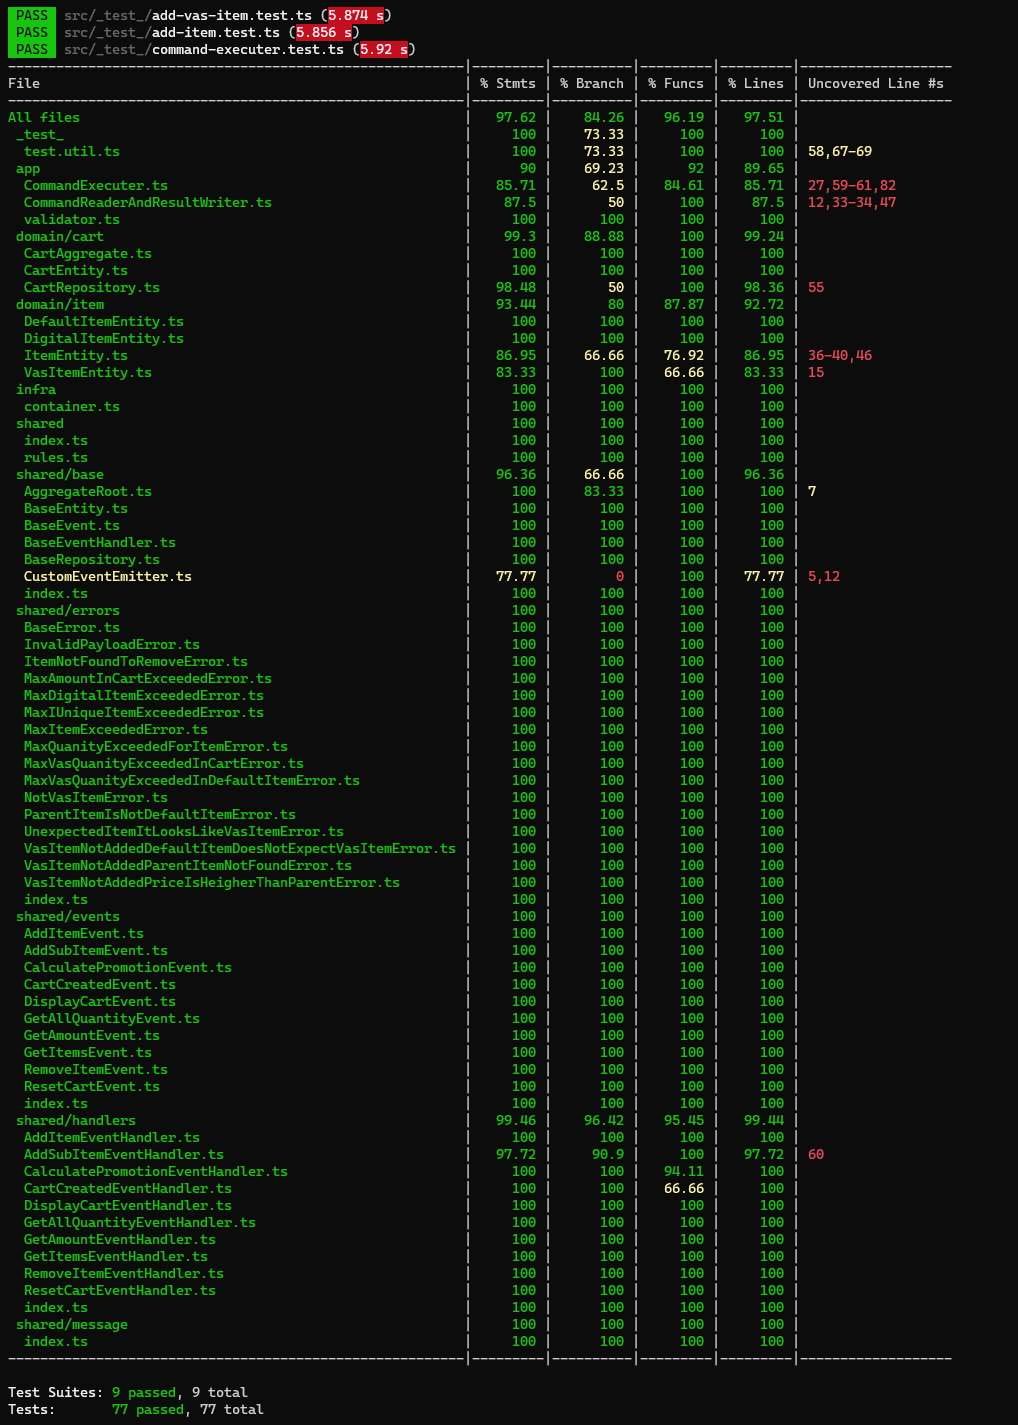 PASS src/_test_/add-vas-item.test.ts (5.874 s)
PASS src/_test_/add-item.test.ts (5.856 s)
PASS src/_test_/command-executer.test.ts (5.92 s)
---------------------------------------------------------|---------|----------|---------|---------|-------------------
File                                                     | % Stmts | % Branch | % Funcs | % Lines | Uncovered Line #s
---------------------------------------------------------|---------|----------|---------|---------|-------------------
All files                                                |   97.62 |    84.26 |   96.19 |   97.51 |
 _test_                                                  |     100 |    73.33 |     100 |     100 |
  test.util.ts                                           |     100 |    73.33 |     100 |     100 | 58,67-69
 app                                                     |      90 |    69.23 |      92 |   89.65 |
  CommandExecuter.ts                                     |   85.71 |     62.5 |   84.61 |   85.71 | 27,59-61,82
  CommandReaderAndResultWriter.ts                        |    87.5 |       50 |     100 |    87.5 | 12,33-34,47
  validator.ts                                           |     100 |      100 |     100 |     100 |
 domain/cart                                             |    99.3 |    88.88 |     100 |   99.24 |
  CartAggregate.ts                                       |     100 |      100 |     100 |     100 |
  CartEntity.ts                                          |     100 |      100 |     100 |     100 |
  CartRepository.ts                                      |   98.48 |       50 |     100 |   98.36 | 55
 domain/item                                             |   93.44 |       80 |   87.87 |   92.72 |
  DefaultItemEntity.ts                                   |     100 |      100 |     100 |     100 |
  DigitalItemEntity.ts                                   |     100 |      100 |     100 |     100 |
  ItemEntity.ts                                          |   86.95 |    66.66 |   76.92 |   86.95 | 36-40,46
  VasItemEntity.ts                                       |   83.33 |      100 |   66.66 |   83.33 | 15
 infra                                                   |     100 |      100 |     100 |     100 |
  container.ts                                           |     100 |      100 |     100 |     100 |
 shared                                                  |     100 |      100 |     100 |     100 |
  index.ts                                               |     100 |      100 |     100 |     100 |
  rules.ts                                               |     100 |      100 |     100 |     100 |
 shared/base                                             |   96.36 |    66.66 |     100 |   96.36 |
  AggregateRoot.ts                                       |     100 |    83.33 |     100 |     100 | 7
  BaseEntity.ts                                          |     100 |      100 |     100 |     100 |
  BaseEvent.ts                                           |     100 |      100 |     100 |     100 |
  BaseEventHandler.ts                                    |     100 |      100 |     100 |     100 |
  BaseRepository.ts                                      |     100 |      100 |     100 |     100 |
  CustomEventEmitter.ts                                  |   77.77 |        0 |     100 |   77.77 | 5,12
  index.ts                                               |     100 |      100 |     100 |     100 |
 shared/errors                                           |     100 |      100 |     100 |     100 |
  BaseError.ts                                           |     100 |      100 |     100 |     100 |
  InvalidPayloadError.ts                                 |     100 |      100 |     100 |     100 |
  ItemNotFoundToRemoveError.ts                           |     100 |      100 |     100 |     100 |
  MaxAmountInCartExceededError.ts                        |     100 |      100 |     100 |     100 |
  MaxDigitalItemExceededError.ts                         |     100 |      100 |     100 |     100 |
  MaxIUniqueItemExceededError.ts                         |     100 |      100 |     100 |     100 |
  MaxItemExceededError.ts                                |     100 |      100 |     100 |     100 |
  MaxQuanityExceededForItemError.ts                      |     100 |      100 |     100 |     100 |
  MaxVasQuanityExceededInCartError.ts                    |     100 |      100 |     100 |     100 |
  MaxVasQuanityExceededInDefaultItemError.ts             |     100 |      100 |     100 |     100 |
  NotVasItemError.ts                                     |     100 |      100 |     100 |     100 |
  ParentItemIsNotDefaultItemError.ts                     |     100 |      100 |     100 |     100 |
  UnexpectedItemItLooksLikeVasItemError.ts               |     100 |      100 |     100 |     100 |
  VasItemNotAddedDefaultItemDoesNotExpectVasItemError.ts |     100 |      100 |     100 |     100 |
  VasItemNotAddedParentItemNotFoundError.ts              |     100 |      100 |     100 |     100 |
  VasItemNotAddedPriceIsHeigherThanParentError.ts        |     100 |      100 |     100 |     100 |
  index.ts                                               |     100 |      100 |     100 |     100 |
 shared/events                                           |     100 |      100 |     100 |     100 |
  AddItemEvent.ts                                        |     100 |      100 |     100 |     100 |
  AddSubItemEvent.ts                                     |     100 |      100 |     100 |     100 |
  CalculatePromotionEvent.ts                             |     100 |      100 |     100 |     100 |
  CartCreatedEvent.ts                                    |     100 |      100 |     100 |     100 |
  DisplayCartEvent.ts                                    |     100 |      100 |     100 |     100 |
  GetAllQuantityEvent.ts                                 |     100 |      100 |     100 |     100 |
  GetAmountEvent.ts                                      |     100 |      100 |     100 |     100 |
  GetItemsEvent.ts                                       |     100 |      100 |     100 |     100 |
  RemoveItemEvent.ts                                     |     100 |      100 |     100 |     100 |
  ResetCartEvent.ts                                      |     100 |      100 |     100 |     100 |
  index.ts                                               |     100 |      100 |     100 |     100 |
 shared/handlers                                         |   99.46 |    96.42 |   95.45 |   99.44 |
  AddItemEventHandler.ts                                 |     100 |      100 |     100 |     100 |
  AddSubItemEventHandler.ts                              |   97.72 |     90.9 |     100 |   97.72 | 60
  CalculatePromotionEventHandler.ts                      |     100 |      100 |   94.11 |     100 |
  CartCreatedEventHandler.ts                             |     100 |      100 |   66.66 |     100 |
  DisplayCartEventHandler.ts                             |     100 |      100 |     100 |     100 |
  GetAllQuantityEventHandler.ts                          |     100 |      100 |     100 |     100 |
  GetAmountEventHandler.ts                               |     100 |      100 |     100 |     100 |
  GetItemsEventHandler.ts                                |     100 |      100 |     100 |     100 |
  RemoveItemEventHandler.ts                              |     100 |      100 |     100 |     100 |
  ResetCartEventHandler.ts                               |     100 |      100 |     100 |     100 |
  index.ts                                               |     100 |      100 |     100 |     100 |
 shared/message                                          |     100 |      100 |     100 |     100 |
  index.ts                                               |     100 |      100 |     100 |     100 |
---------------------------------------------------------|---------|----------|---------|---------|-------------------
Test Suites: 9 passed, 9 total
Tests:       77 passed, 77 total